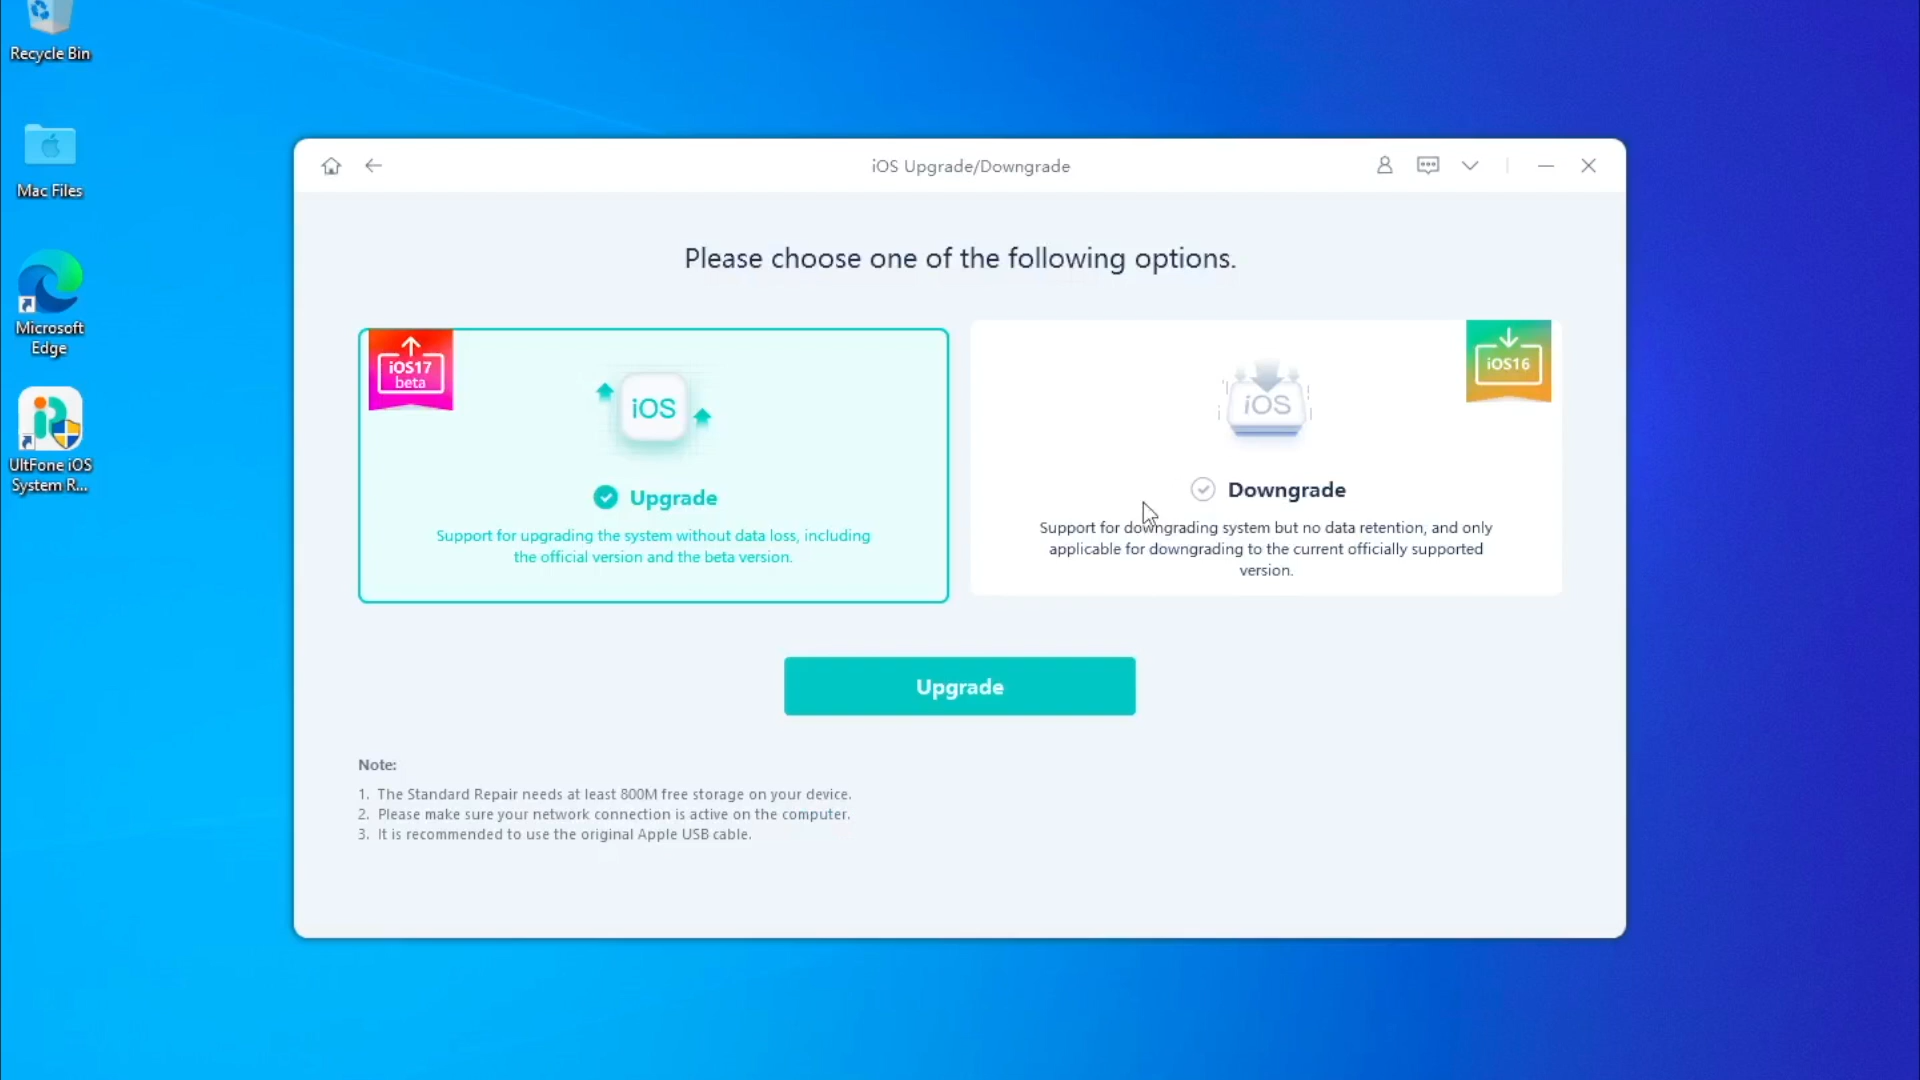 Recycle Bin
Mac Files
Microsoft
Edge
UltFone iOS
System R...
iOS Upgrade/Downgrade
Please choose one of the following options.
iOS17
beta
iOS
Upgrade
Support for upgrading the system without data loss, including
the official version and the beta version.
iOS16
iOS
Downgrade
Support for downgrading system but no data retention, and only
applicable for downgrading to the current officially supported
version.
Upgrade
Note:
1. The Standard Repair needs at least 800M free storage on your device.
2. Please make sure your network connection is active on the computer.
3. It is recommended to use the original Apple USB cable.